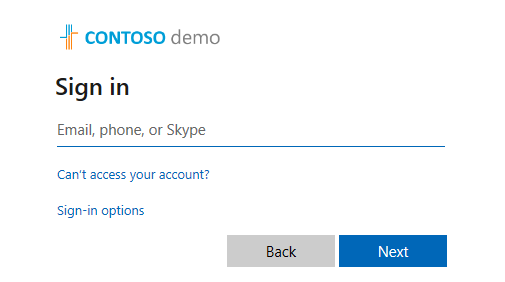 CONTOSO demo
Sign in
Email, phone, or Skype
Can't access your account?
Sign-in options
Back Next